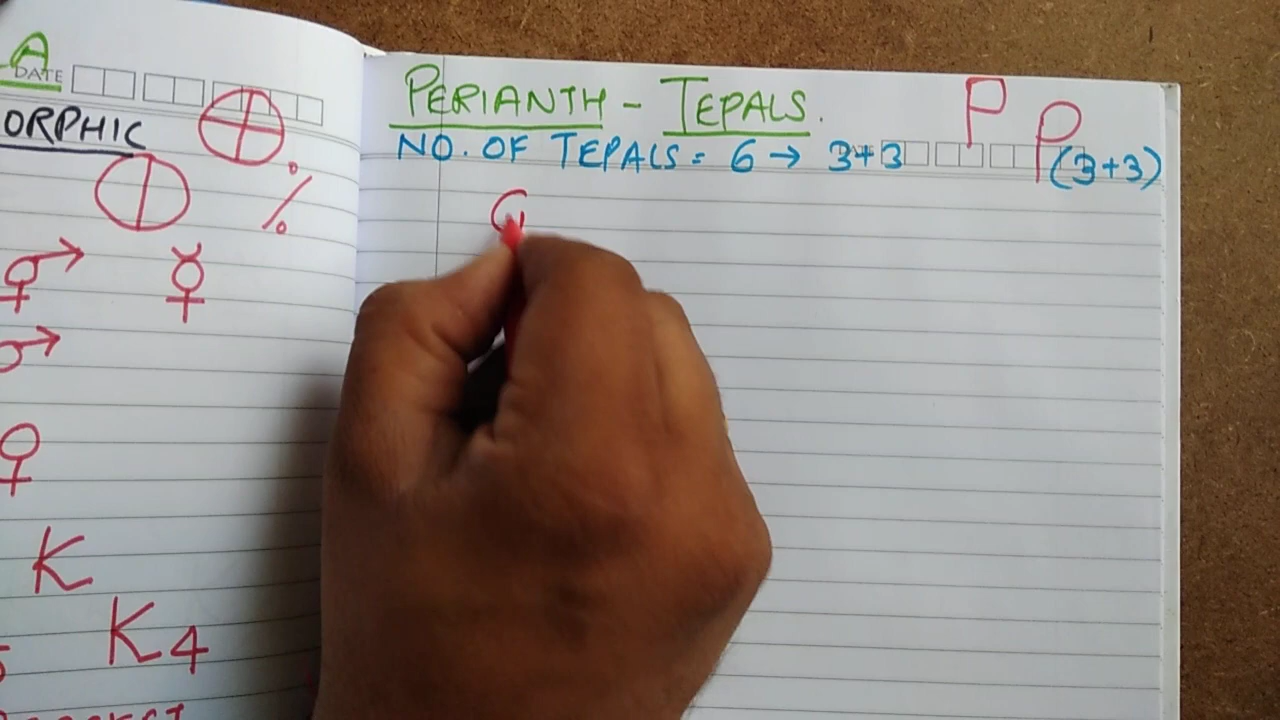 A
DATE
ORPHIC
K
K4
PERIANTH - TEPALS.
P
NO. OF TEPALS = 6 → 3+3
P(3+3)
G